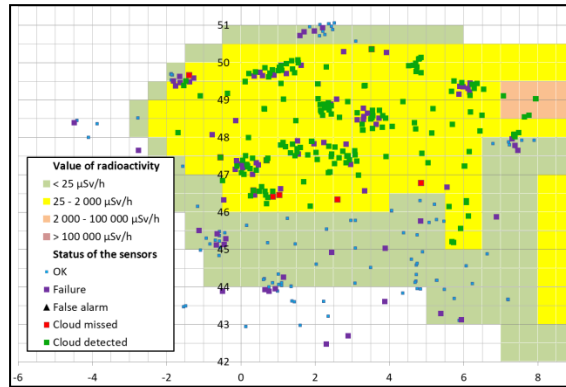 51
50
49
48
47
46
45
44
43
42
Value of radioactivity
< 25 µSv/h
25 - 2 000 µSv/h
2 000 - 100 000 µSv/h
> 100 000 µSv/h
Status of the sensors
OK
Failure
False alarm
Cloud missed
Cloud detected
-6 -4 -2 0 2 4 6 8